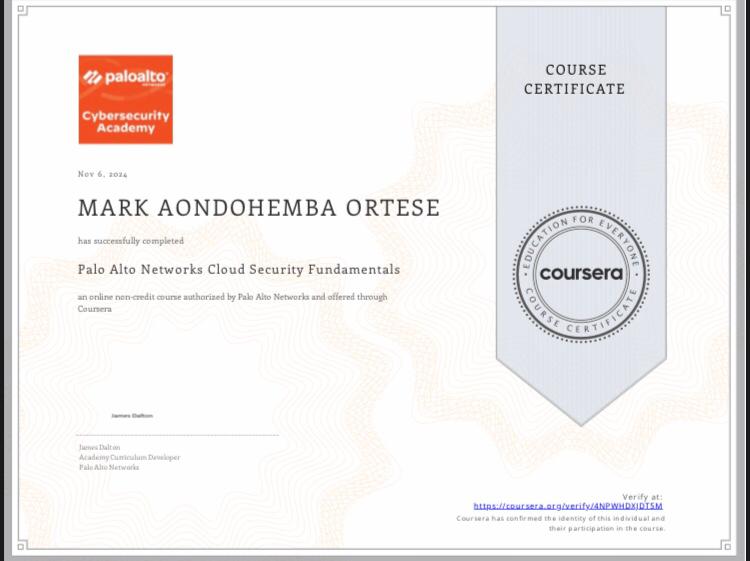 paloalto
NETWORKS
Cybersecurity
Academy
COURSE
CERTIFICATE
Nov 6, 2024
MARK AONDOHEMBA ORTESE
has successfully completed
Palo Alto Networks Cloud Security Fundamentals
an online non-credit course authorized by Palo Alto Networks and offered through
Coursera
EDUCATION FOR EVERYONE
coursera
COURSE CERTIFICATE
James Dalton
James Dalton
Academy Curriculum Developer
Palo Alto Networks
Verify at:
https://coursera.org/verify/4NPWHDXJDT5M
Coursera has confirmed the identity of this individual and
their participation in the course.